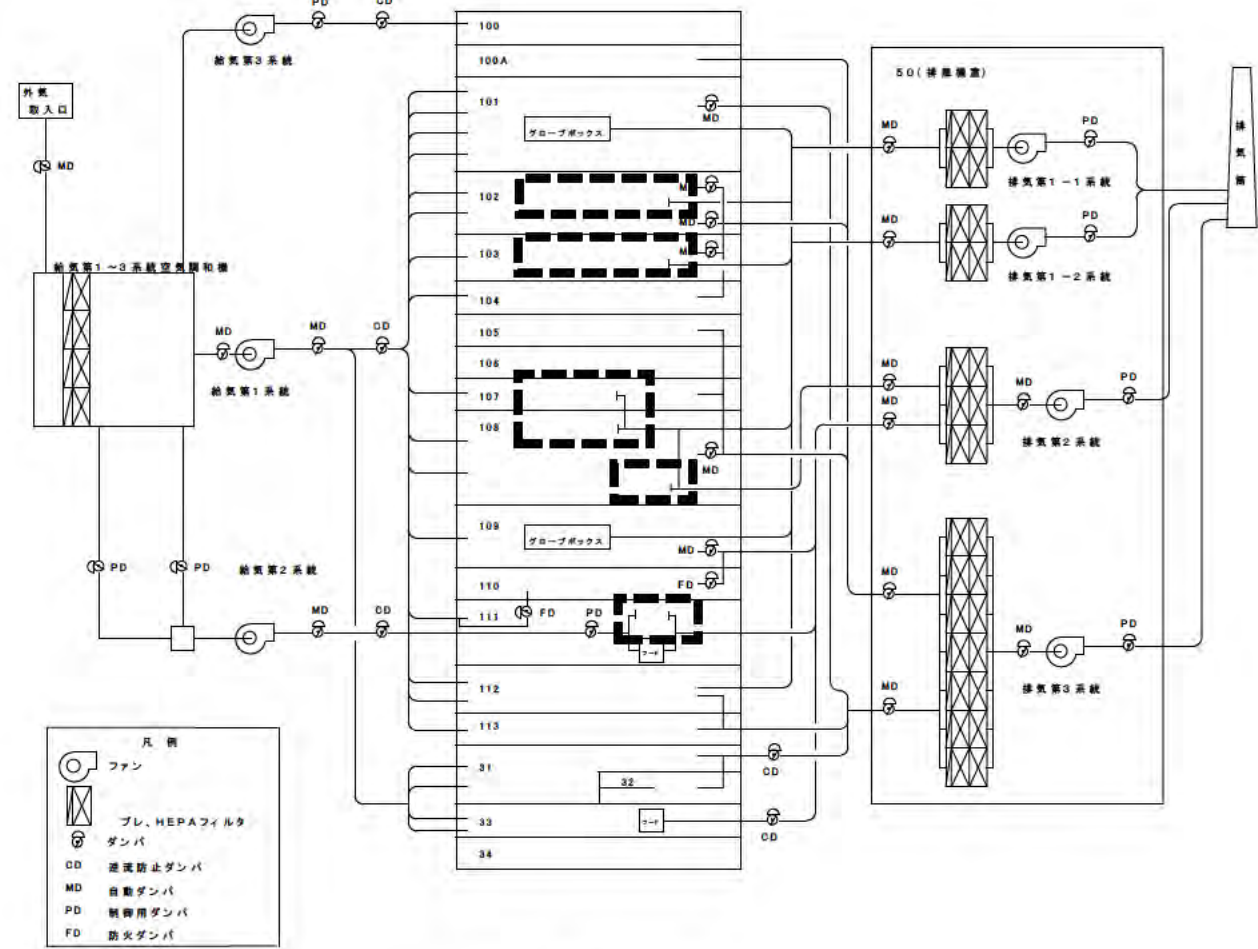 PD
CD
給気第3系統
外気
取入口
MD
給気第1～3系統空気調和機
MD
MD
CD
給気第1系統
PD
PD
給気第2系統
MD
CD
100
100A
101
グローブボックス
MD
102
M
MD
103
M
104
105
106
107
108
MD
109
グローブボックス
MD
110
FD
111
FD
PD
フード
112
113
31
32
CD
33
フード
CD
34
50(排風機室)
MD
PD
排気第1－1系統
MD
PD
排気第1－2系統
MD
MD
MD
PD
排気第2系統
MD
MD
MD
PD
排気第3系統
排気筒
凡例
ファン
プレ、HEPAフィルタ
ダンパ
CD 逆流防止ダンパ
MD 自動ダンパ
PD 制御用ダンパ
FD 防火ダンパ